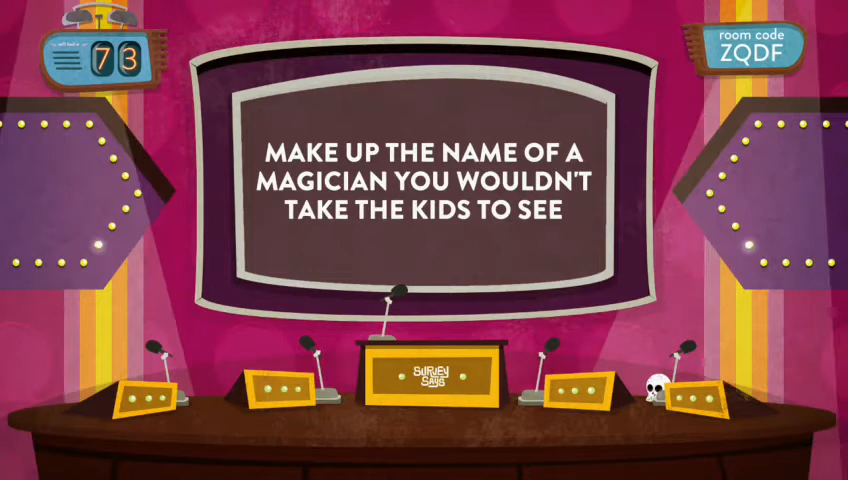 73
room code
ZQDF
MAKE UP THE NAME OF A
MAGICIAN YOU WOULDN'T
TAKE THE KIDS TO SEE
SURVEY
SAYS